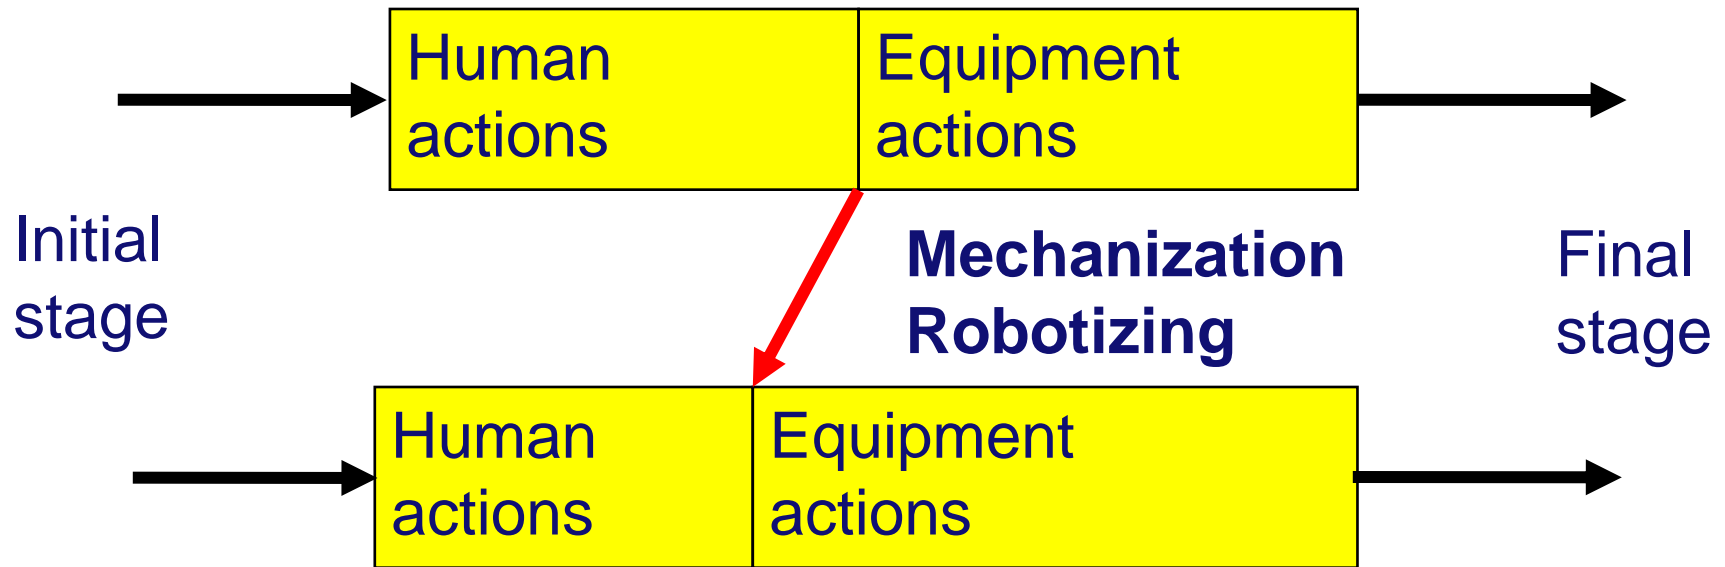 Human
actions
Equipment
actions
Initial
stage
Mechanization
Robotizing
Final
stage
Human
actions
Equipment
actions